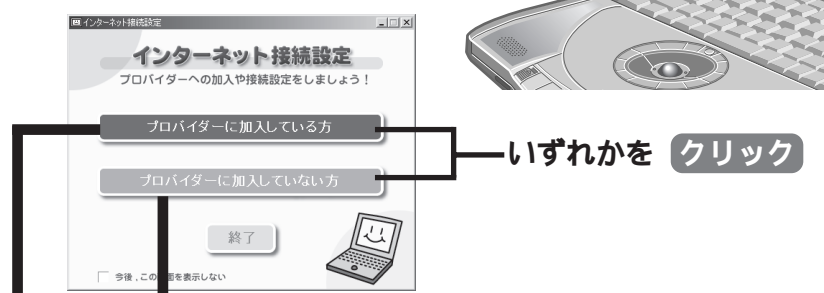 インターネット接続設定
インターネット接続設定
プロバイダーへの加入や接続設定をしましょう！
プロバイダーに加入している方
いずれかを クリック
プロバイダーに加入していない方
終了
今後，この 面を表示しない